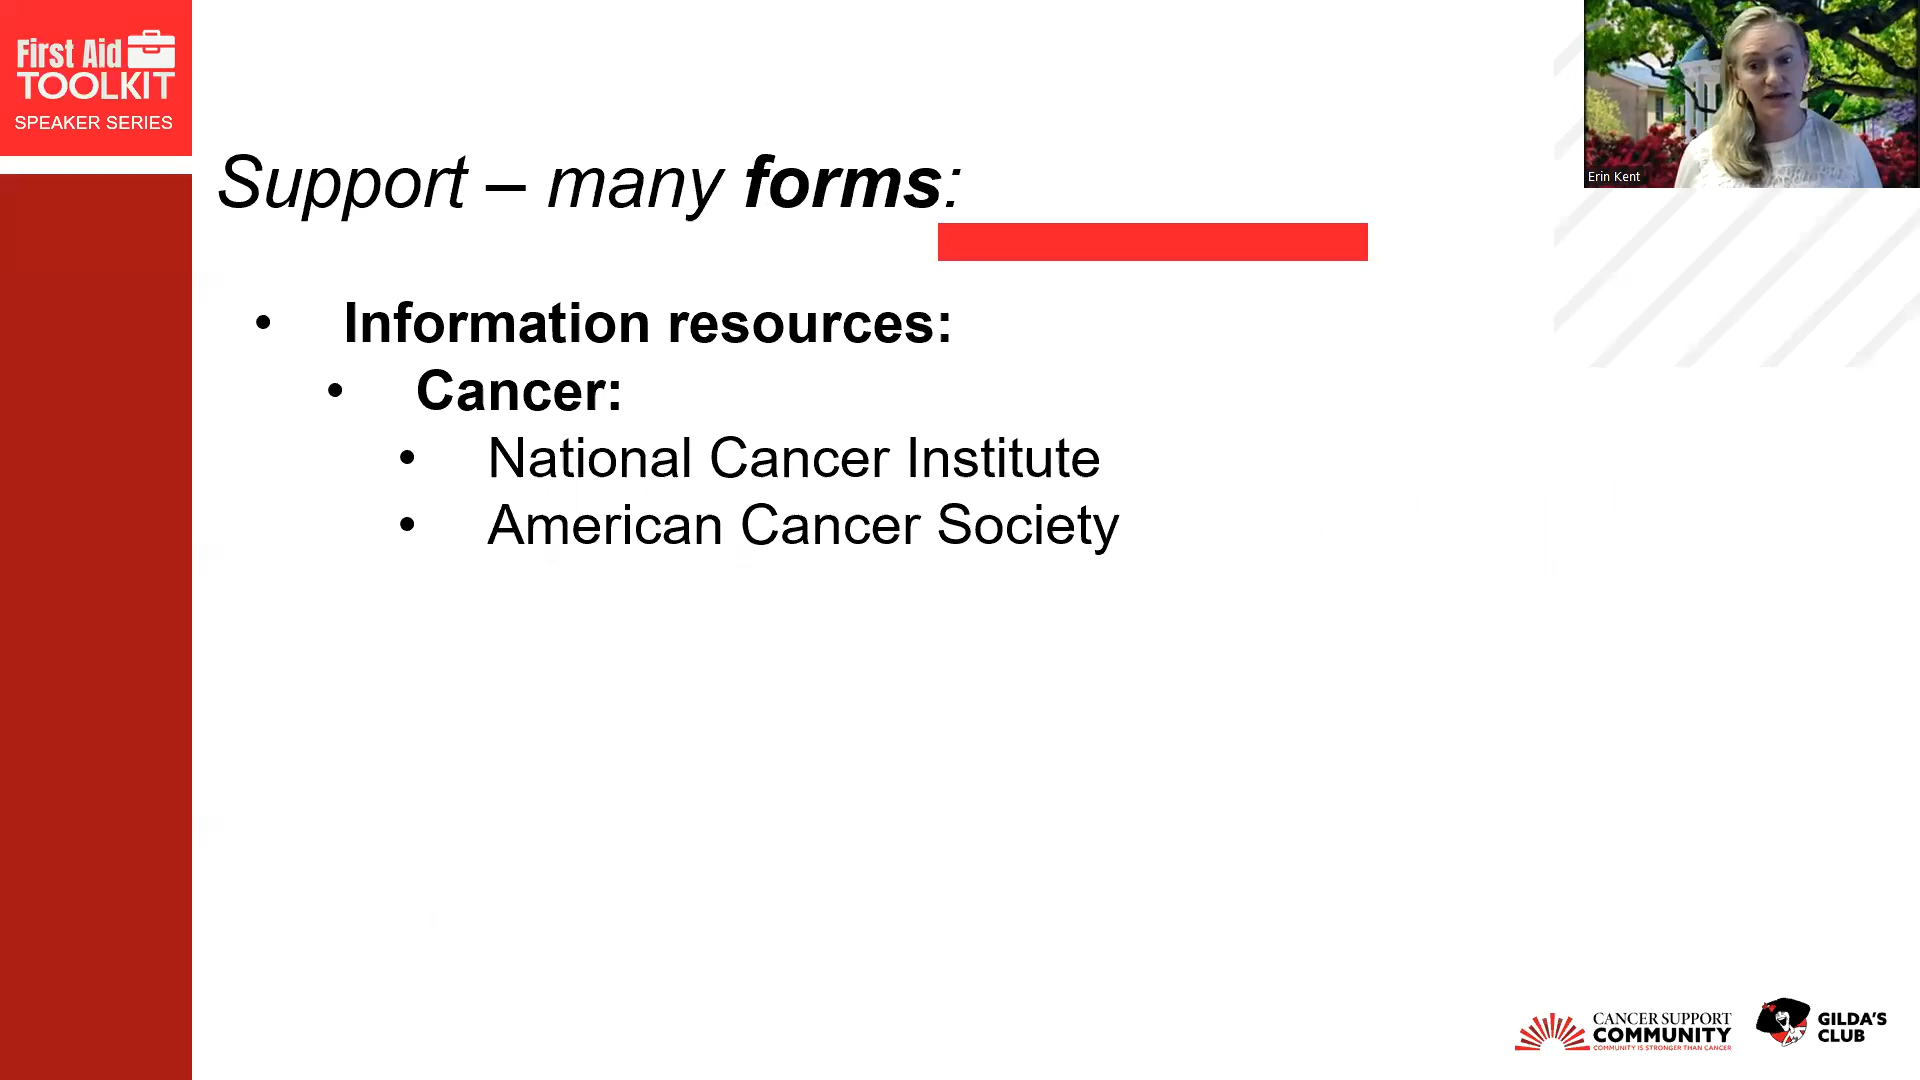 First Aid
TOOLKIT
SPEAKER SERIES
Erin Kent
Support – many forms:
• Information resources:
• Cancer:
• National Cancer Institute
• American Cancer Society
CANCER SUPPORT
COMMUNITY
COMMUNITY IS STRONGER THAN CANCER
GILDA'S
CLUB